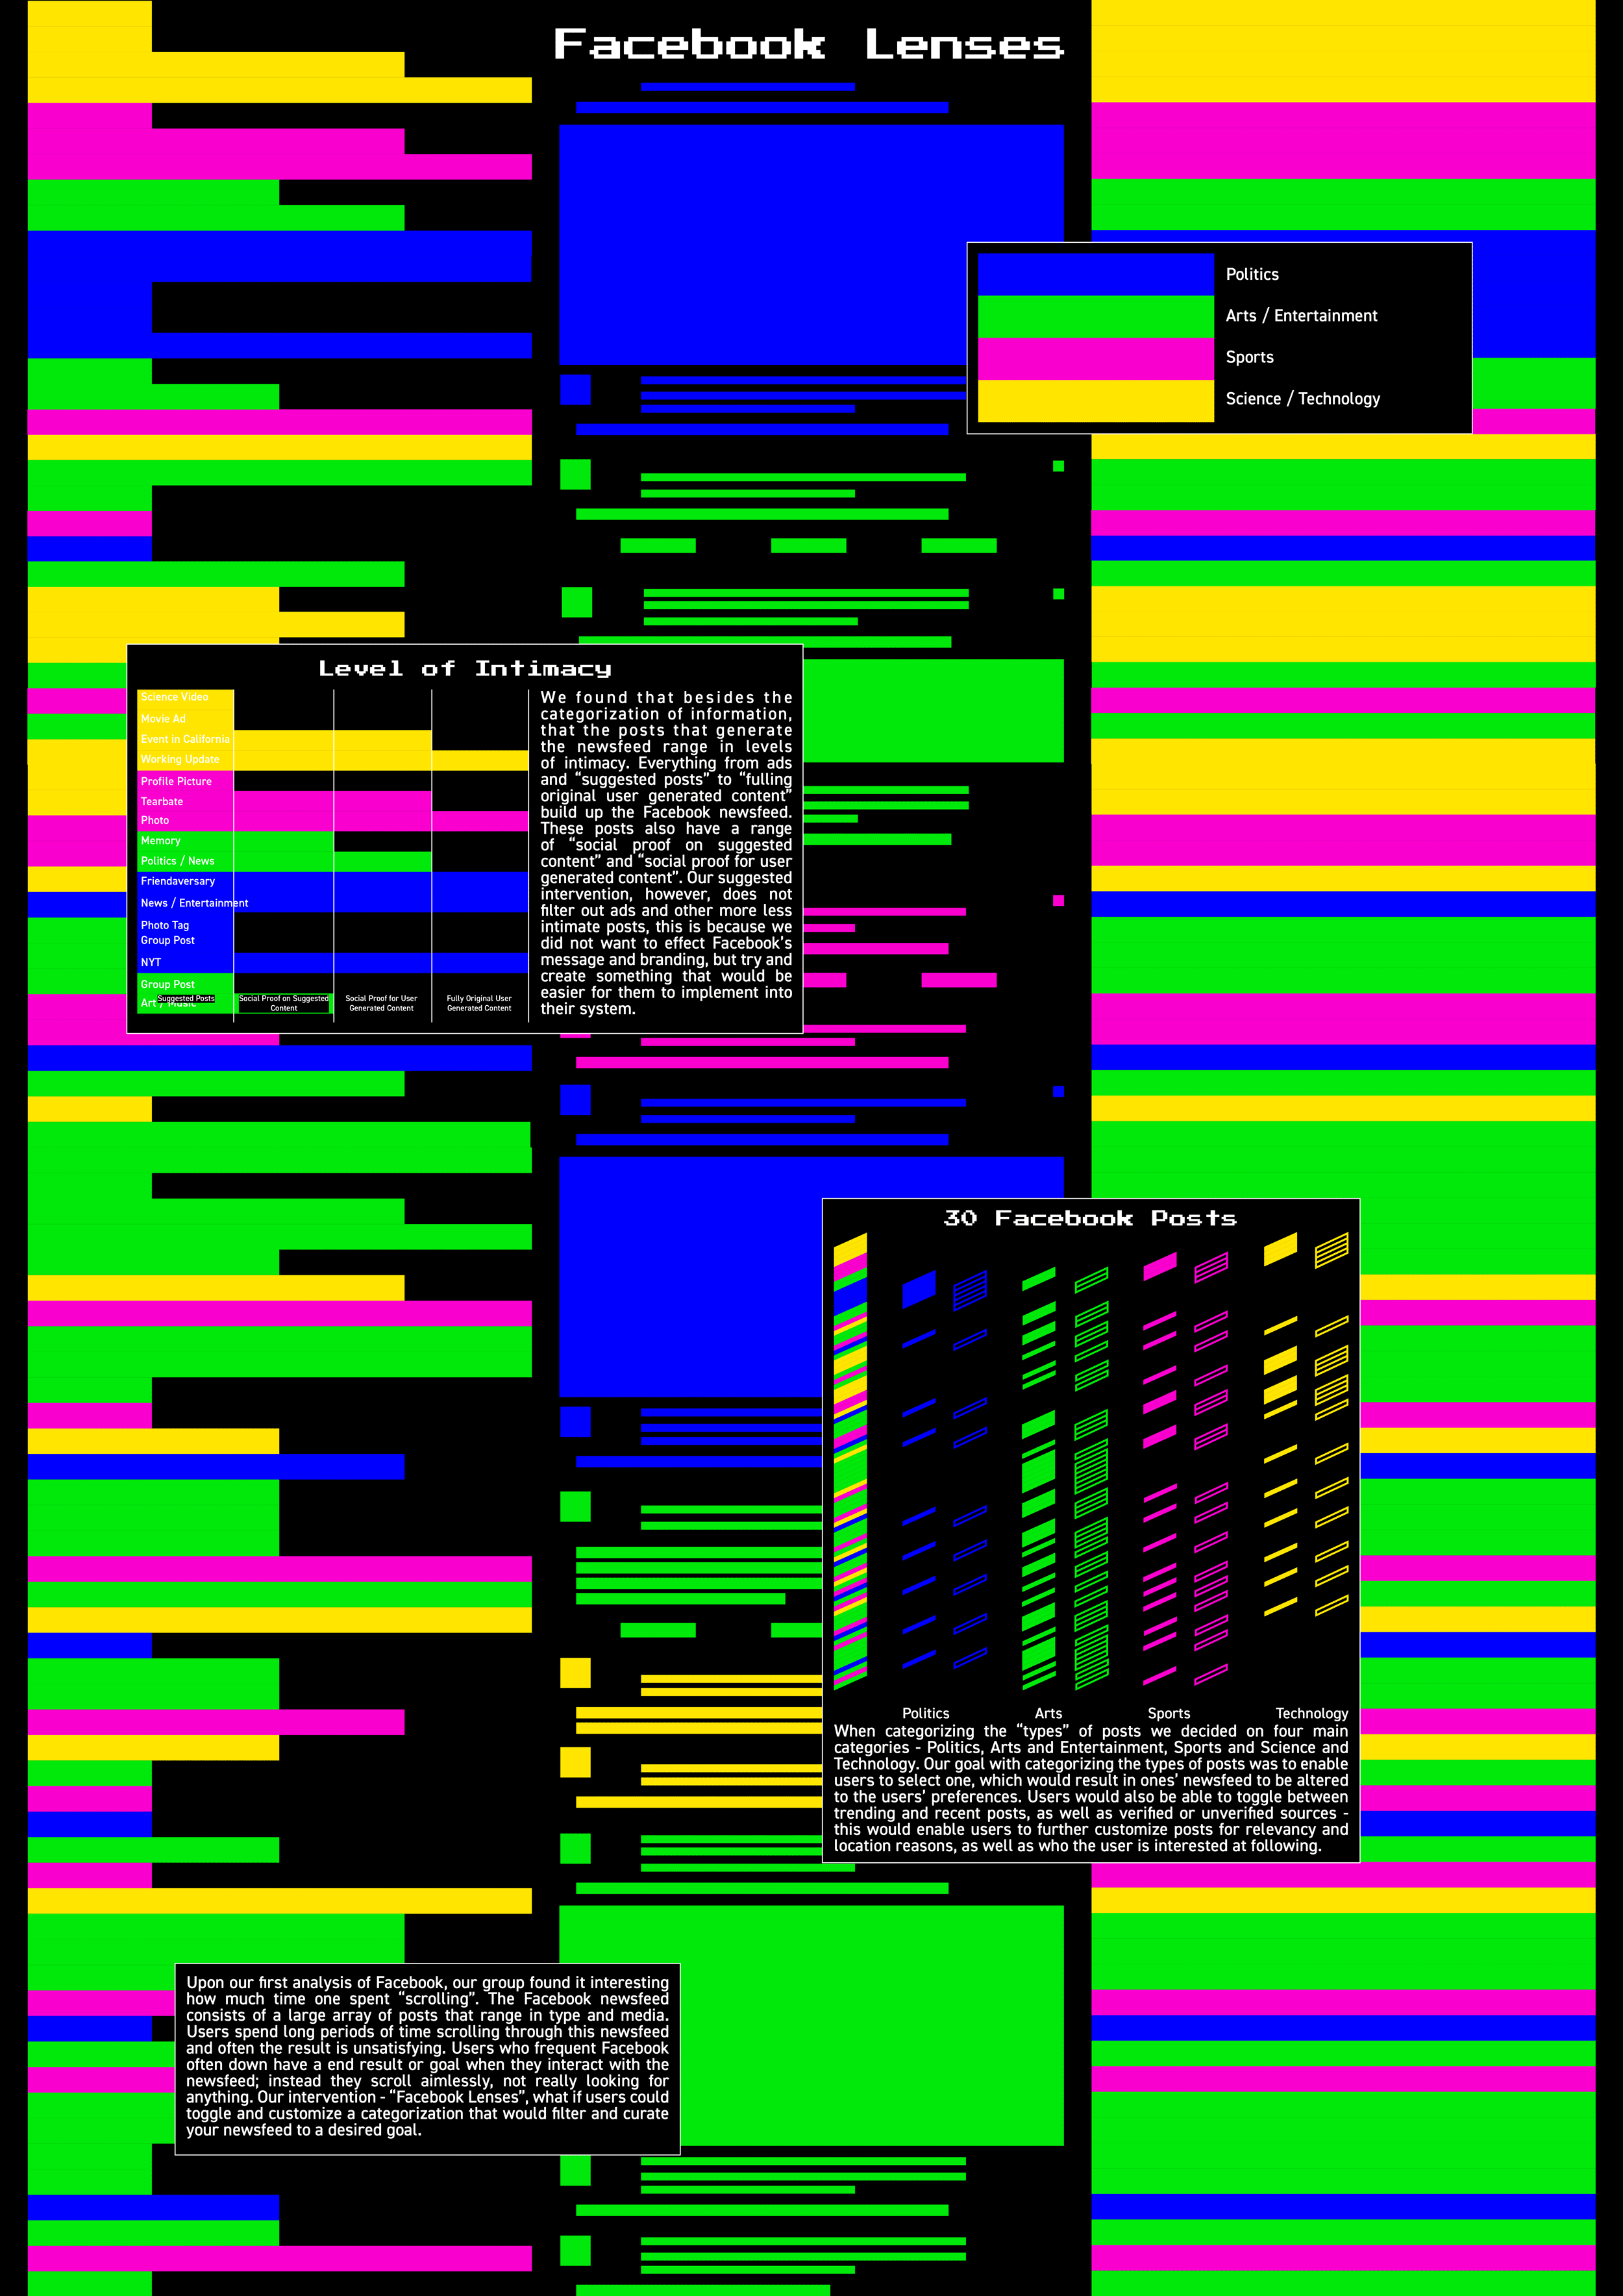 Facebook Lenses
Politics
Arts / Entertainment
Sports
Science / Technology
Level of Intimacy
Science Video
Movie Ad
Event in California
Working Update
Profile Picture
Tearbate
Photo
Memory
Politics / News
Friendaversary
News / Entertainment
Photo Tag
Group Post
NYT
Group Post
Art / Music
Suggested Posts
Social Proof on Suggested
Content
Social Proof for User
Generated Content
Fully Original User
Generated Content
We found that besides the
categorization of information,
that the posts that generate
the newsfeed range in levels
of intimacy. Everything from ads
and “suggested posts” to “fulling
original user generated content”
build up the Facebook newsfeed.
These posts also have a range
of “social proof on suggested
content” and “social proof for user
generated content”. Our suggested
intervention, however, does not
filter out ads and other more less
intimate posts, this is because we
did not want to effect Facebook’s
message and branding, but try and
create something that would be
easier for them to implement into
their system.
30 Facebook Posts
Politics
Arts
Sports
Technology
When categorizing the “types” of posts we decided on four main
categories - Politics, Arts and Entertainment, Sports and Science and
Technology. Our goal with categorizing the types of posts was to enable
users to select one, which would result in ones’ newsfeed to be altered
to the users’ preferences. Users would also be able to toggle between
trending and recent posts, as well as verified or unverified sources -
this would enable users to further customize posts for relevancy and
location reasons, as well as who the user is interested at following.
Upon our first analysis of Facebook, our group found it interesting
how much time one spent “scrolling”. The Facebook newsfeed
consists of a large array of posts that range in type and media.
Users spend long periods of time scrolling through this newsfeed
and often the result is unsatisfying. Users who frequent Facebook
often down have a end result or goal when they interact with the
newsfeed; instead they scroll aimlessly, not really looking for
anything. Our intervention - “Facebook Lenses”, what if users could
toggle and customize a categorization that would filter and curate
your newsfeed to a desired goal.